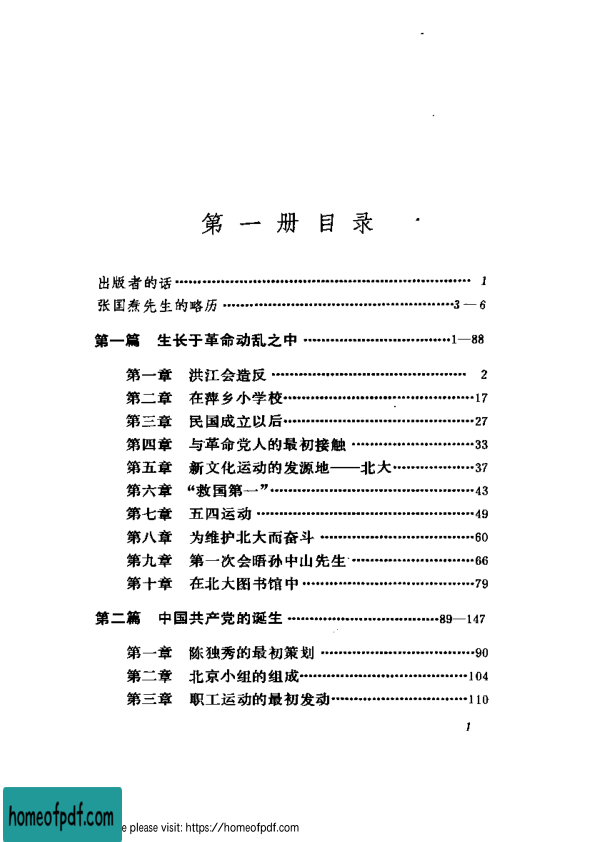 第一册目录
出版者的话 1
张国焘先生的略历 3—6
第一篇 生长于革命动乱之中 1—88
第一章 洪江会造反 2
第二章 在萍乡小学校 17
第三章 民国成立以后 27
第四章 与革命党人的最初接触 33
第五章 新文化运动的发源地——北大 37
第六章 “救国第一” 43
第七章 五四运动 49
第八章 为维护北大而奋斗 60
第九章 第一次会晤孙中山先生 66
第十章 在北大图书馆中 79
第二篇 中国共产党的诞生 89—147
第一章 陈独秀的最初策划 90
第二章 北京小组的组成 104
第三章 职工运动的最初发动 110
1
homeofpdf.com
please visit: https://homeofpdf.com